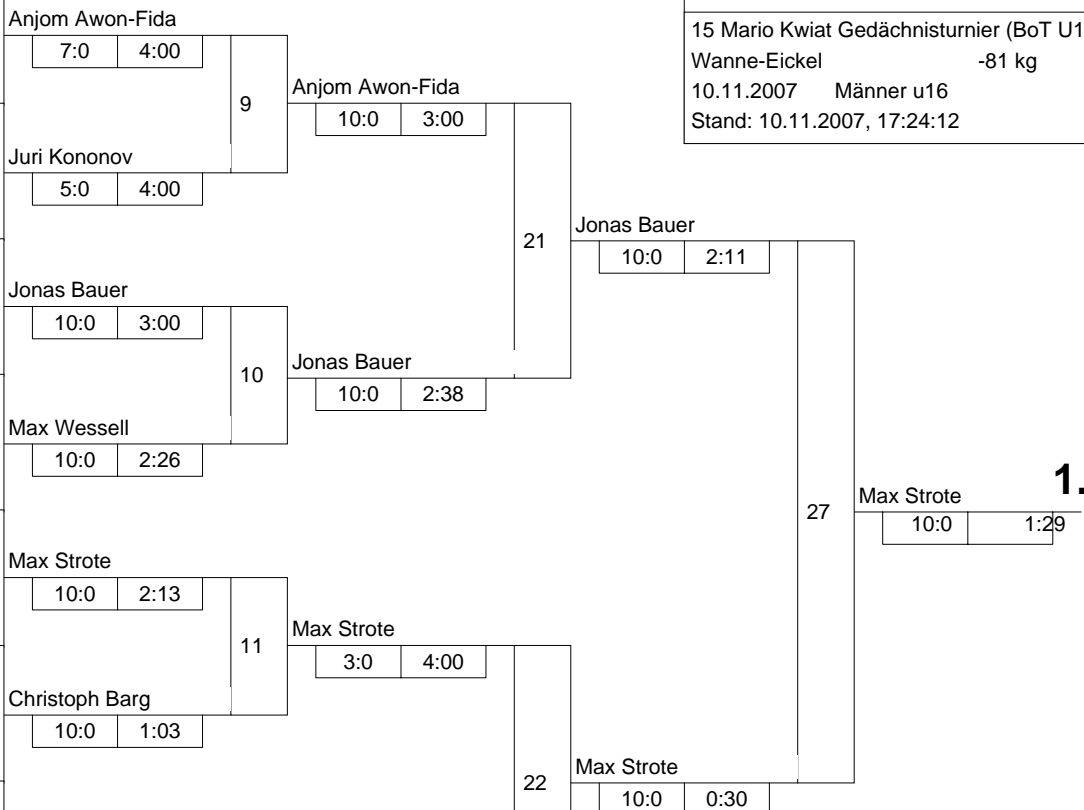 15 Mario Kwiat Gedächnisturnier (BoT U1
Wanne-Eickel -81 kg
10.11.2007 Männer u16
Stand: 10.11.2007, 17:24:12
Anjom Awon-Fida
7:0 4:00
9
Juri Kononov
5:0 4:00
Jonas Bauer
10:0 3:00
10
Max Wessell
10:0 2:26
Max Strote
10:0 2:13
11
Christoph Barg
10:0 1:03
Anjom Awon-Fida
10:0 3:00
21
Jonas Bauer
10:0 2:38
Max Strote
3:0 4:00
22
Jonas Bauer
10:0 2:11
27
Max Strote
10:0 0:30
Max Strote 1.
10:0 1:29